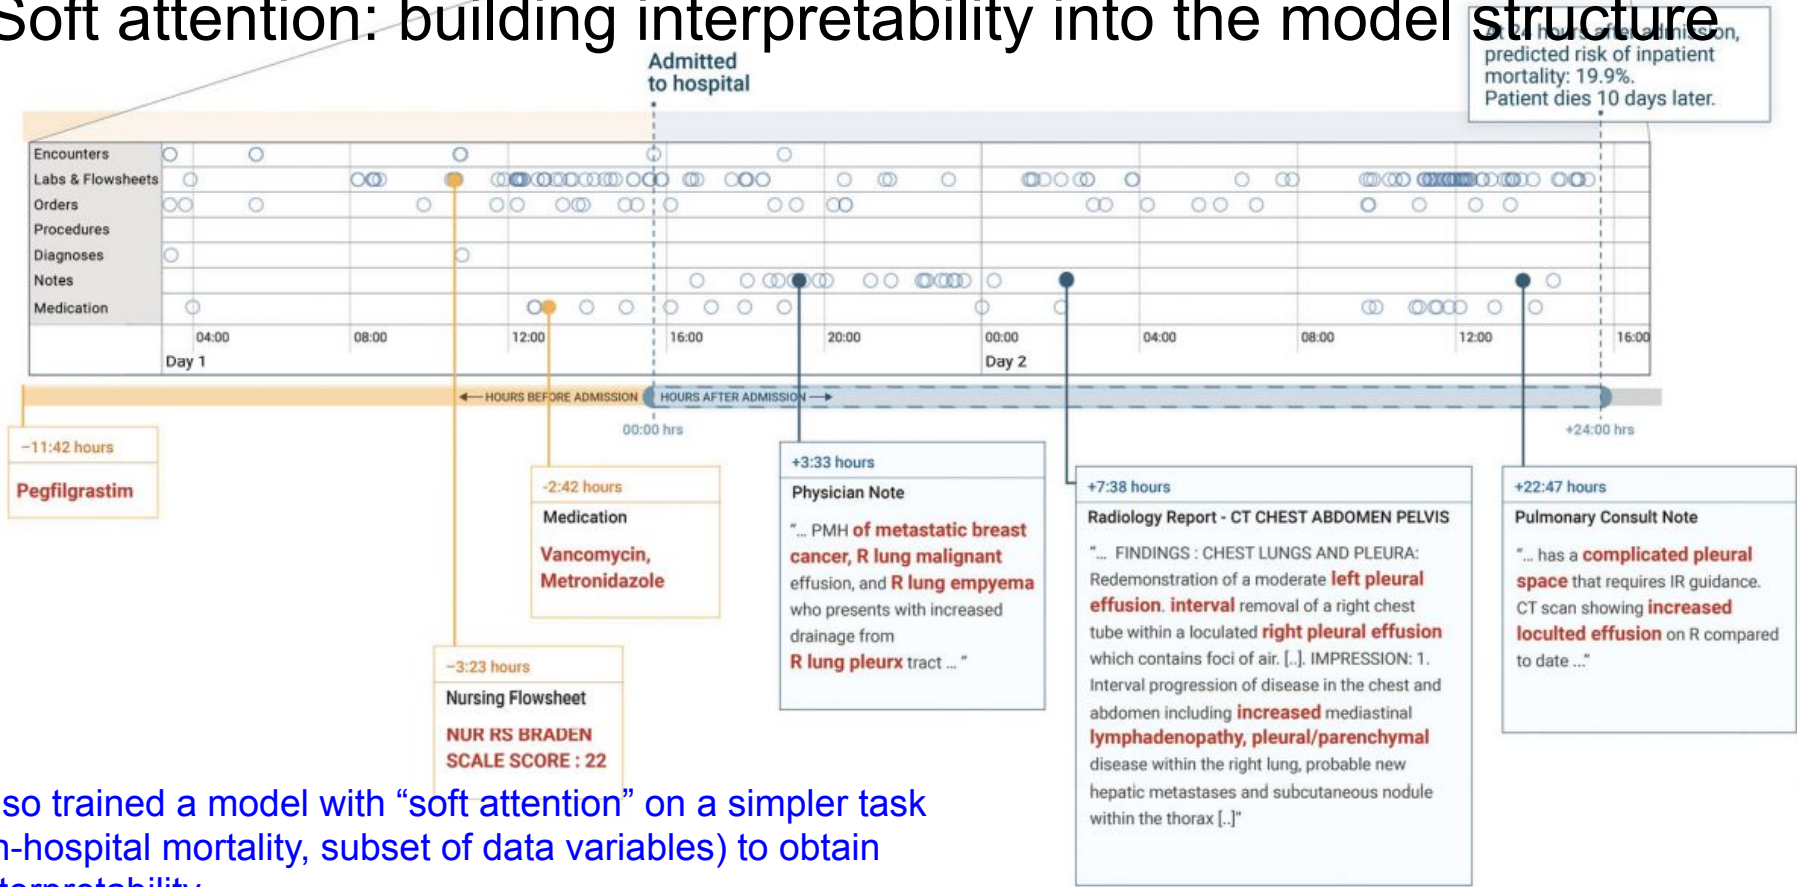 Soft attention: building interpretability into the model structure
At 24 hours after admission,
predicted risk of inpatient
mortality: 19.9%.
Patient dies 10 days later.
Admitted
to hospital
Encounters
Labs & Flowsheets
Orders
Procedures
Diagnoses
Notes
Medication
04:00 08:00 12:00 16:00 20:00 00:00 04:00 08:00 12:00 16:00
Day 1 Day 2
HOURS BEFORE ADMISSION HOURS AFTER ADMISSION
00:00 hrs +24:00 hrs
−11:42 hours
Pegfilgrastim
−3:23 hours
Nursing Flowsheet
NUR RS BRADEN
SCALE SCORE : 22
-2:42 hours
Medication
Vancomycin,
Metronidazole
+3:33 hours
Physician Note
"... PMH of metastatic breast
cancer, R lung malignant
effusion, and R lung empyema
who presents with increased
drainage from
R lung pleurx tract ... "
+7:38 hours
Radiology Report - CT CHEST ABDOMEN PELVIS
"... FINDINGS : CHEST LUNGS AND PLEURA:
Redemonstration of a moderate left pleural
effusion. interval removal of a right chest
tube within a loculated right pleural effusion
which contains foci of air. [..]. IMPRESSION: 1.
Interval progression of disease in the chest and
abdomen including increased mediastinal
lymphadenopathy, pleural/parenchymal
disease within the right lung, probable new
hepatic metastases and subcutaneous nodule
within the thorax [..]"
+22:47 hours
Pulmonary Consult Note
"... has a complicated pleural
space that requires IR guidance.
CT scan showing increased
loculted effusion on R compared
to date ..."
so trained a model with “soft attention” on a simpler task
n-hospital mortality, subset of data variables) to obtain
terpretability